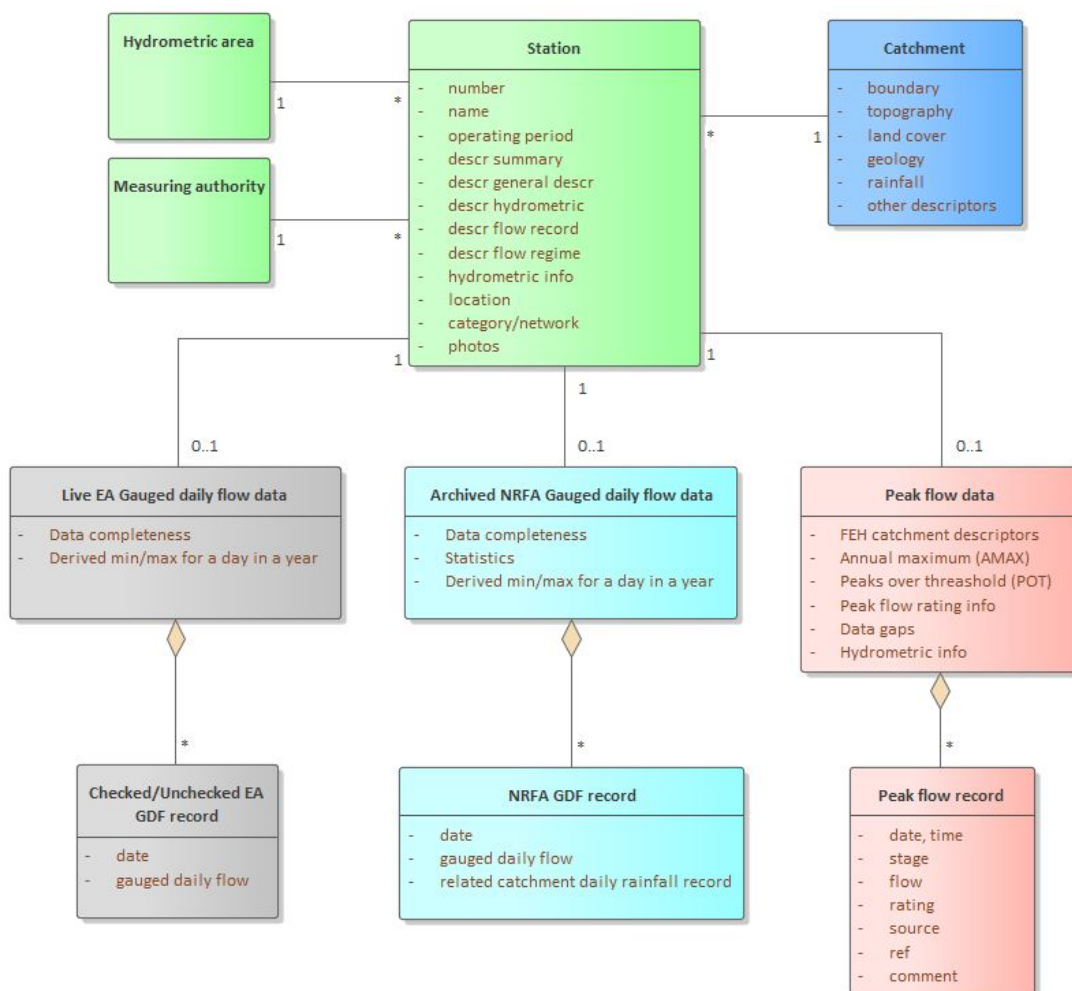 Hydrometric area
1
*
Measuring authority
1
*
Station
- number
- name
- operating period
- descr summary
- descr general descr
- descr hydrometric
- descr flow record
- descr flow regime
- hydrometric info
- location
- category/network
- photos
*
1
Catchment
- boundary
- topography
- land cover
- geology
- rainfall
- other descriptors
1
0..1
1
0..1
1
0..1
Live EA Gauged daily flow data
- Data completeness
- Derived min/max for a day in a year
Archived NRFA Gauged daily flow data
- Data completeness
- Statistics
- Derived min/max for a day in a year
Peak flow data
- FEH catchment descriptors
- Annual maximum (AMAX)
- Peaks over threashold (POT)
- Peak flow rating info
- Data gaps
- Hydrometric info
*
*
*
Checked/Unchecked EA
GDF record
- date
- gauged daily flow
NRFA GDF record
- date
- gauged daily flow
- related catchment daily rainfall record
Peak flow record
- date, time
- stage
- flow
- rating
- source
- ref
- comment